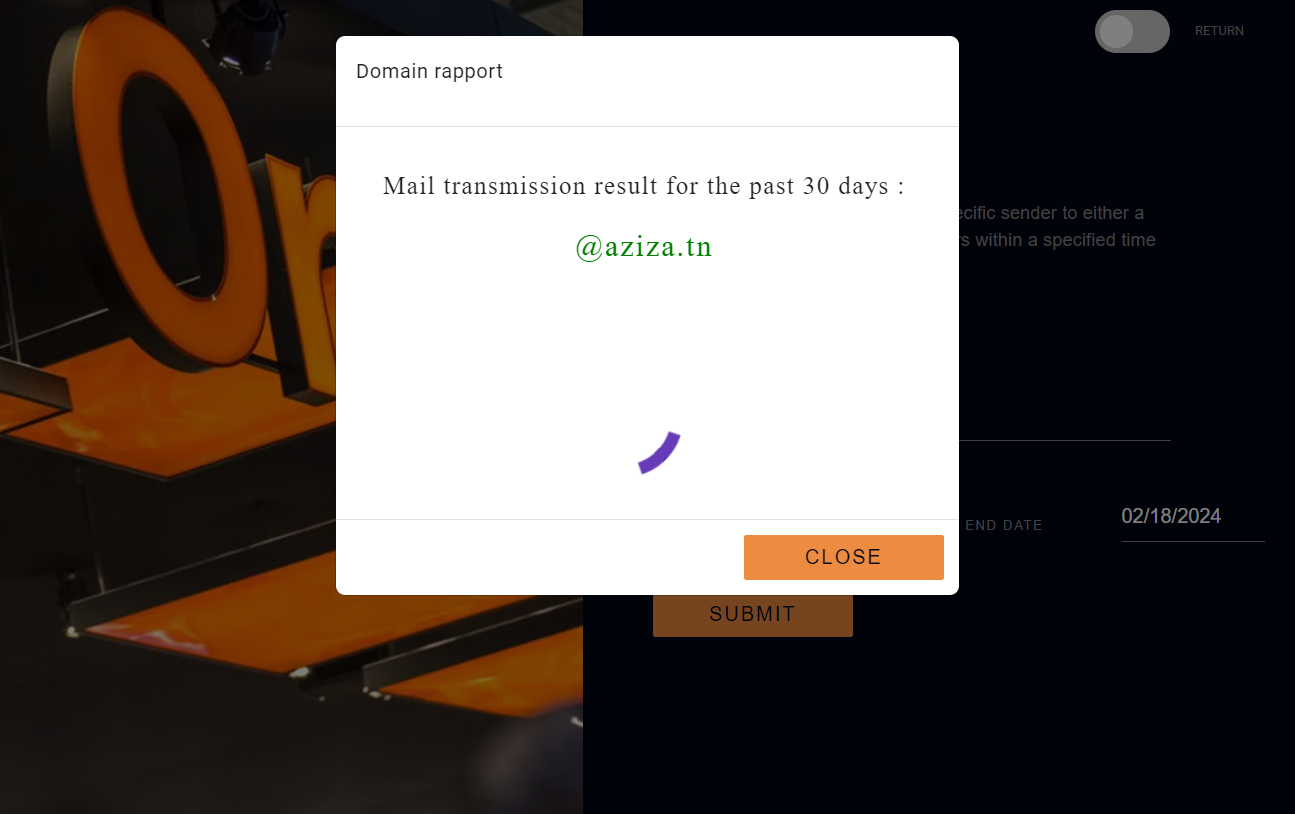 Or
RETURN
Domain rapport
Mail transmission result for the past 30 days :
@aziza.tn
ecific sender to either a
s within a specified time
END DATE
02/18/2024
CLOSE
SUBMIT